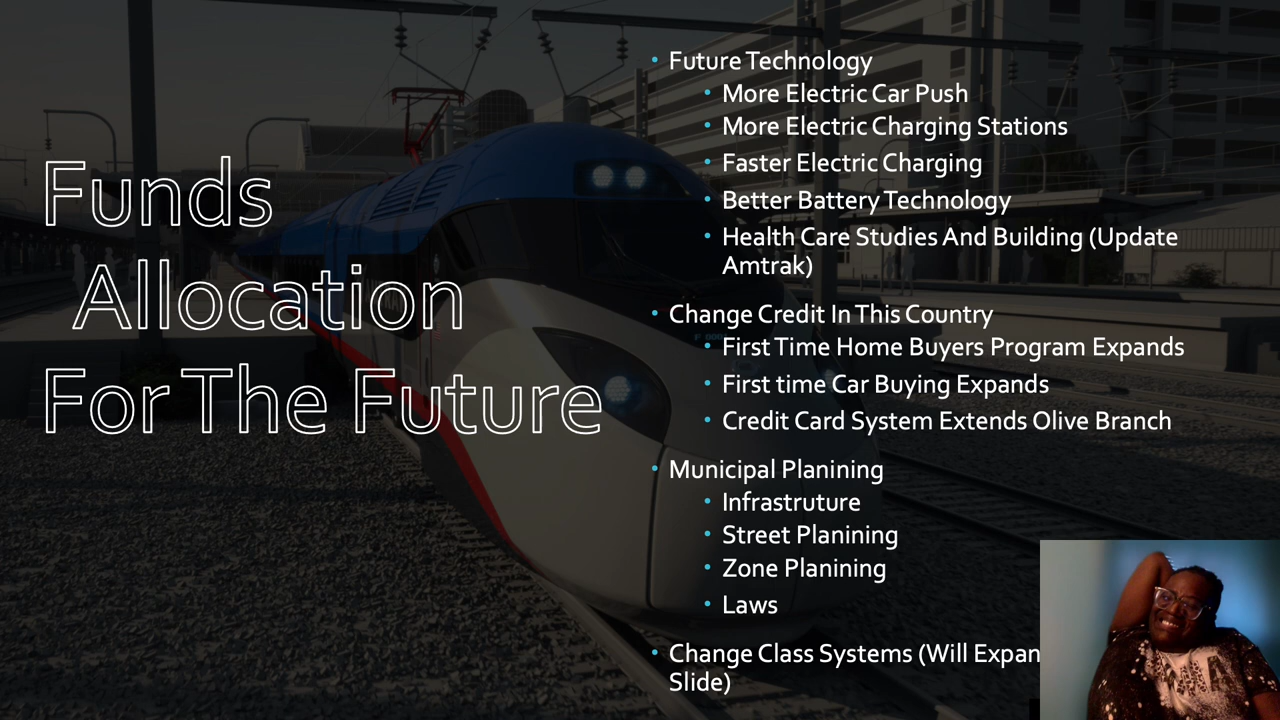 Funds
Allocation
For The Future
Future Technology
More Electric Car Push
More Electric Charging Stations
Faster Electric Charging
Better Battery Technology
Health Care Studies And Building (Update
Amtrak)
Change Credit In This Country
First Time Home Buyers Program Expands
First time Car Buying Expands
Credit Card System Extends Olive Branch
Municipal Planining
Infrastruture
Street Planining
Zone Planining
Laws
Change Class Systems (Will Expan
Slide)